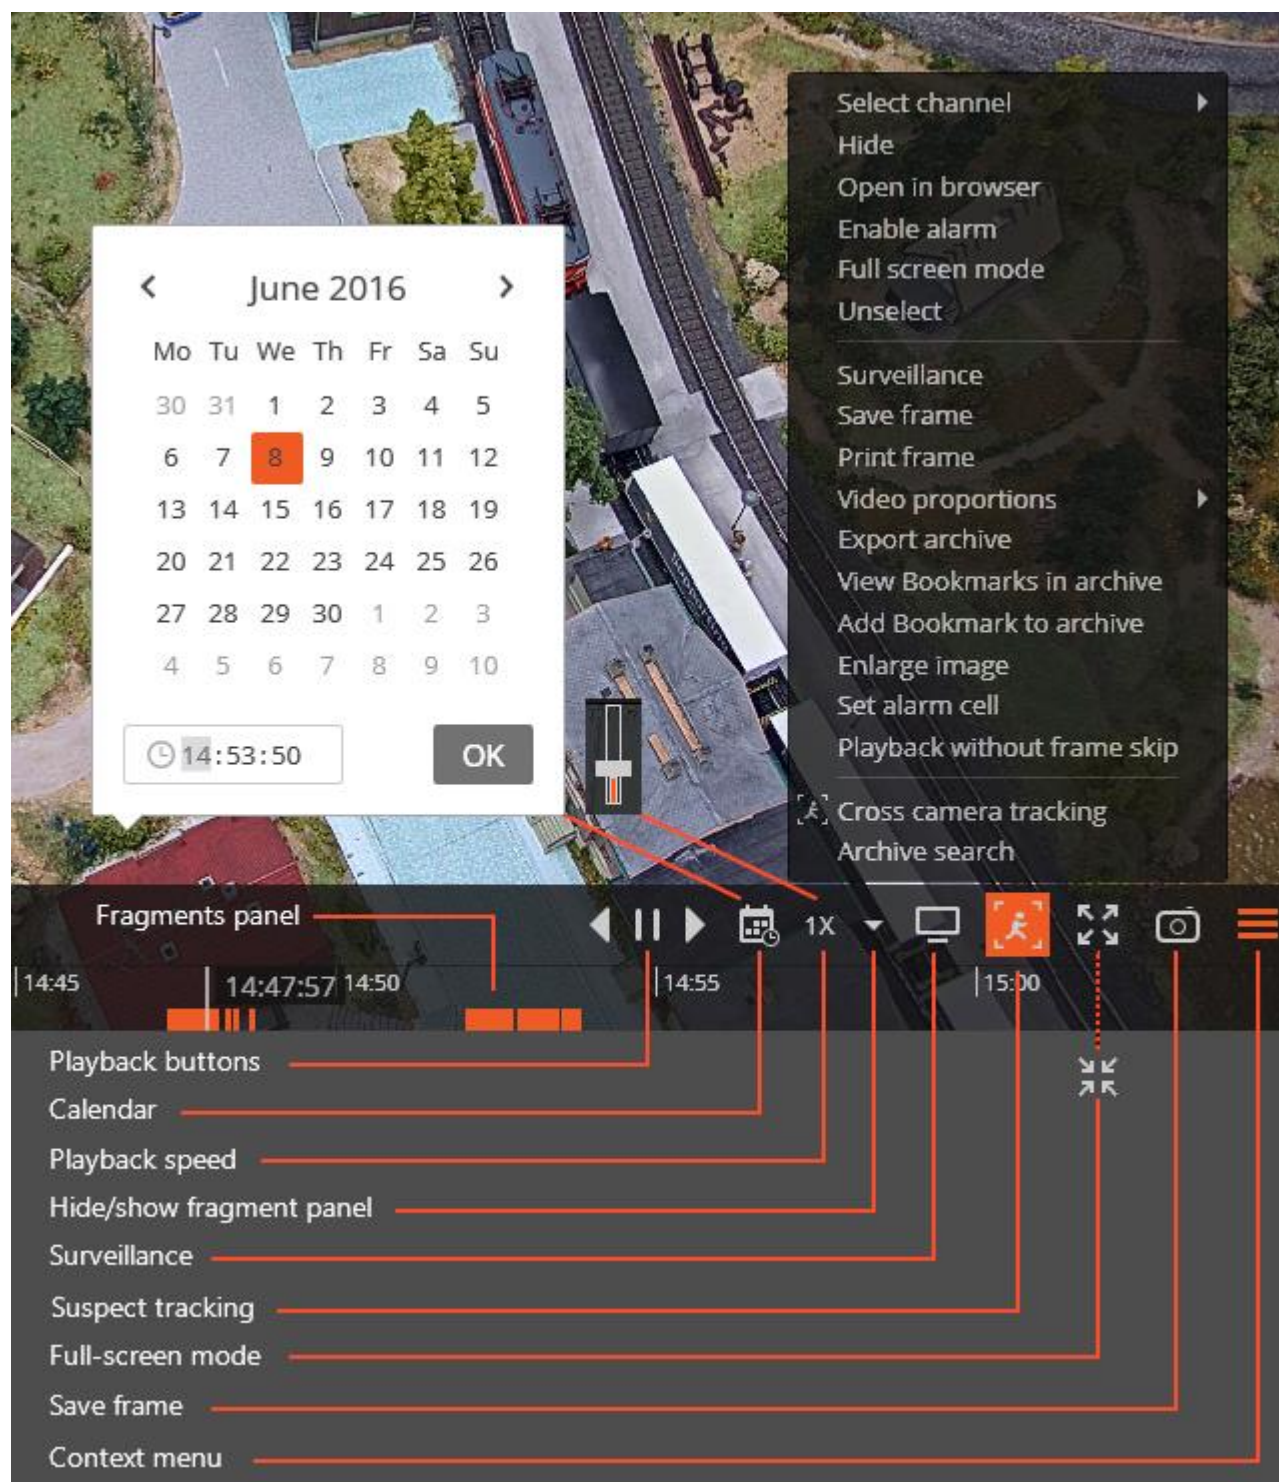 Select channel
Hide
Open in browser
Enable alarm
Full screen mode
Unselect
Surveillance
Save frame
Print frame
Video proportions
Export archive
View Bookmarks in archive
Add Bookmark to archive
Enlarge image
Set alarm cell
Playback without frame skip
Cross camera tracking
Archive search
June 2016
Mo Tu We Th Fr Sa Su
30 31 1 2 3 4 5
6 7 8 9 10 11 12
13 14 15 16 17 18 19
20 21 22 23 24 25 26
27 28 29 30 1 2 3
4 5 6 7 8 9 10
14:53:50 OK
Fragments panel 1X
14:45 14:47:57 14:50 14:55 15:00
Playback buttons
Calendar
Playback speed
Hide/show fragment panel
Surveillance
Suspect tracking
Full-screen mode
Save frame
Context menu